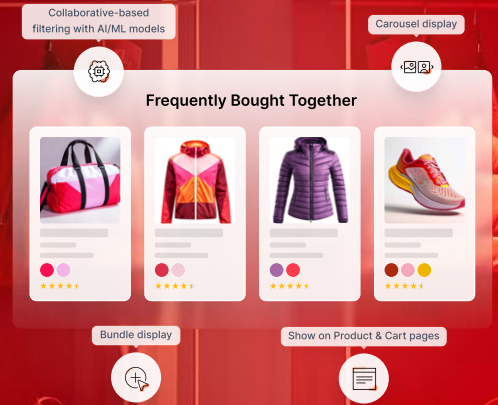 Collaborative-based
filtering with AI/ML models
Carousel display
Frequently Bought Together
Bundle display
Show on Product & Cart pages